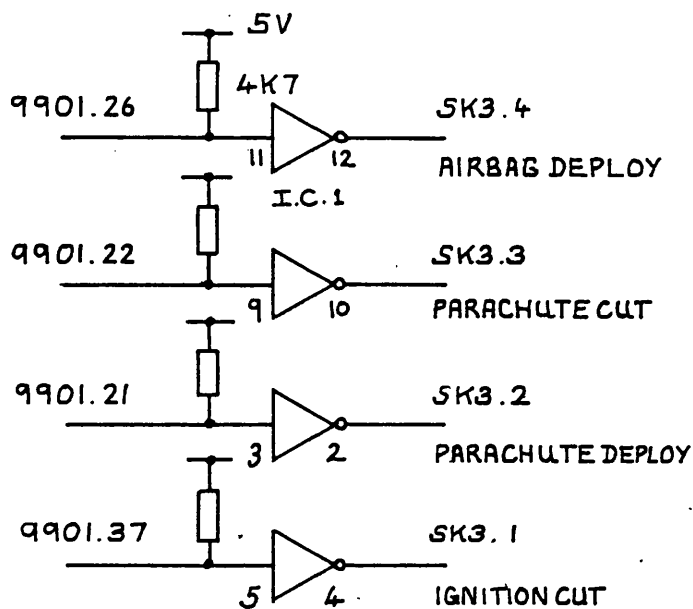 5V
4K7
9901.26
SK3.4
11
12
AIRBAG DEPLOY
I.C.1
9901.22
SK3.3
9
10
PARACHUTE CUT
9901.21
SK3.2
3
2
PARACHUTE DEPLOY
9901.37
SK3.1
5
4
IGNITION CUT